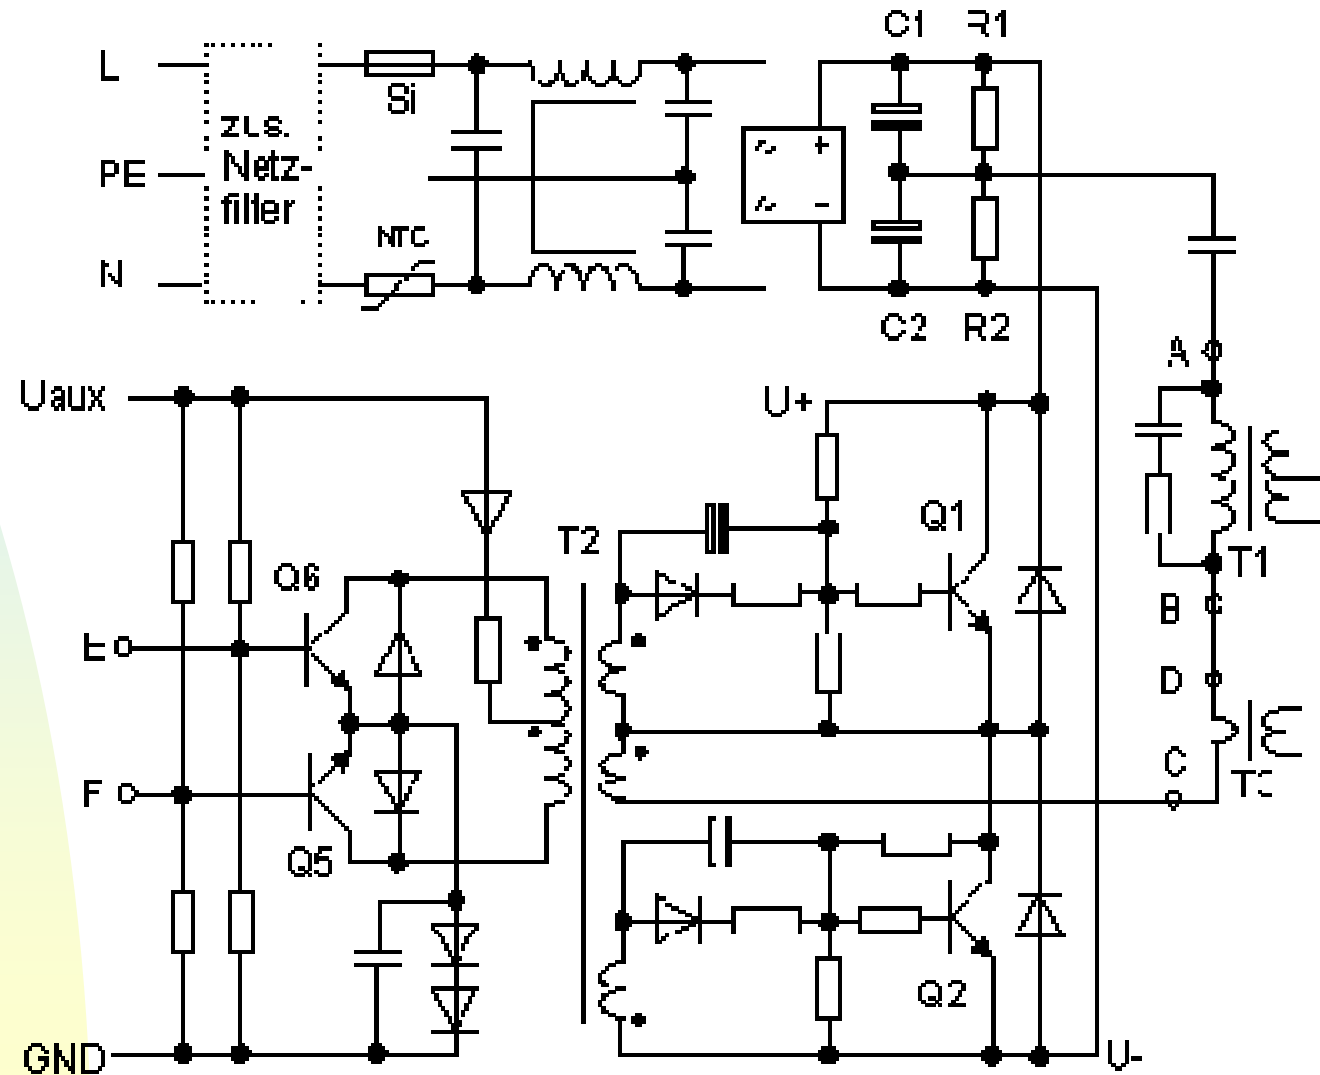 C1 R1
L
Si
zus.
PE
Netz-
filter
~ +
~ -
NTC
N
C2 R2
A
Uaux
U+
Q1
T2
T1
Q6
B
E
D
C
F
Q5
Q2
GND
U-